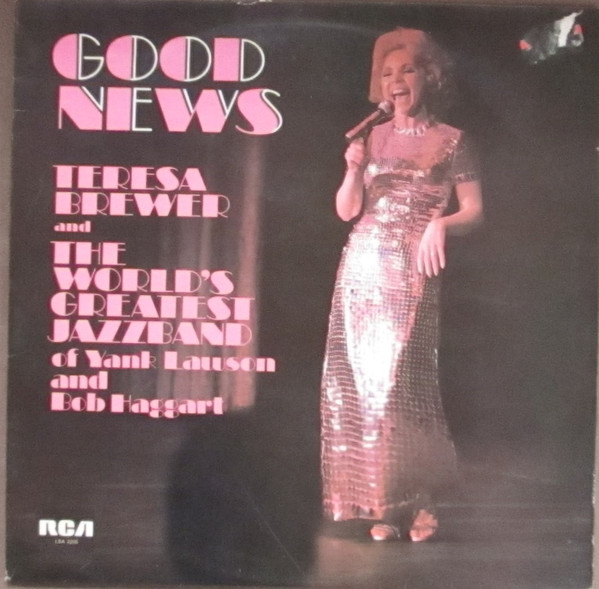 GOOD
NEWS
TERESA
BREWER
and
THE
WORLD'S
GREATEST
JAZZBAND
of Yank Lawson
and
Bob Haggart
RCA